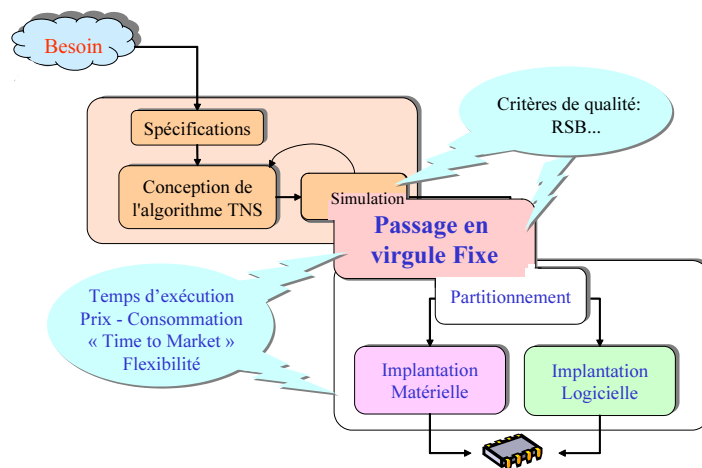 Besoin
Critères de qualité:
RSB...
Spécifications
Conception de
l'algorithme TNS
Simulation
Passage en
virgule Fixe
Temps d’exécution
Prix - Consommation
« Time to Market »
Flexibilité
Partitionnement
Implantation
Matérielle
Implantation
Logicielle